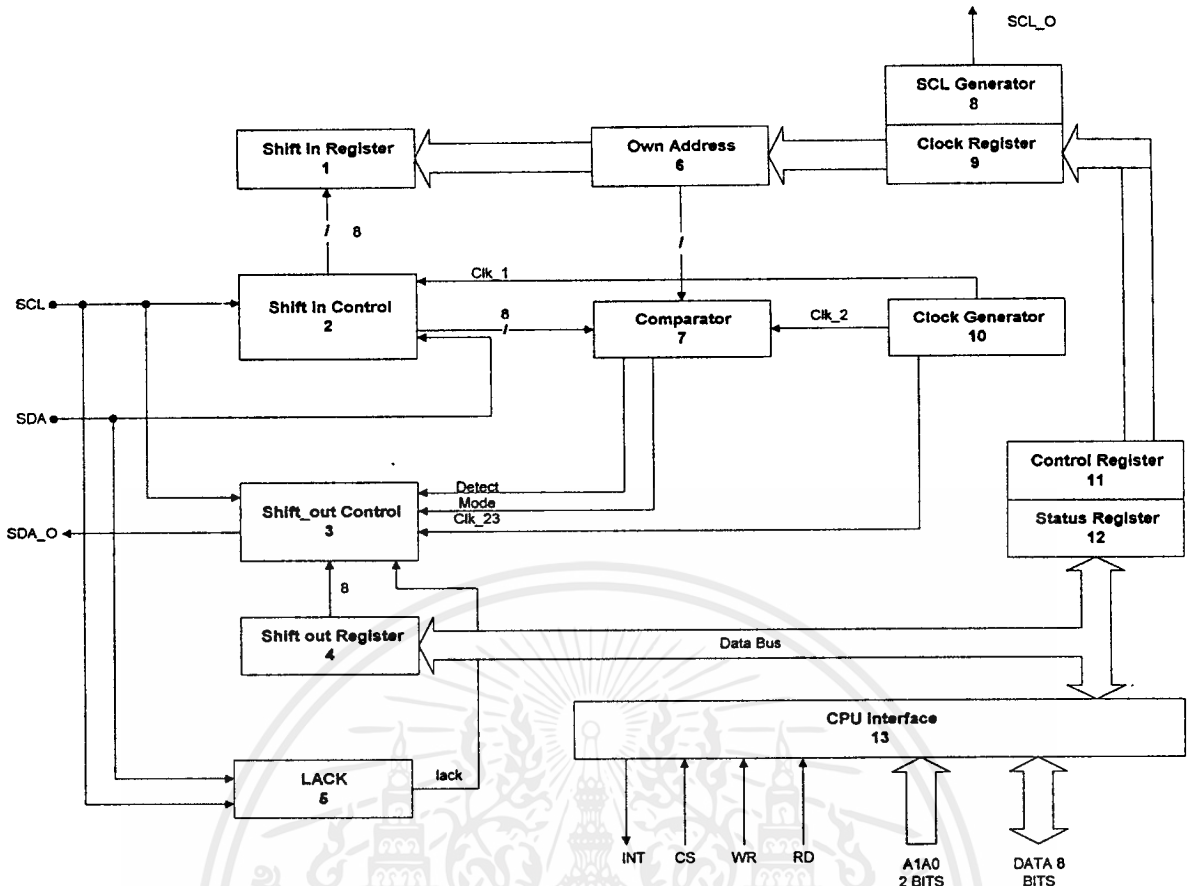 SCL_O
SCL Generator
8
Clock Register
9
Shift In Register
1
Own Address
6
/ 8
/
Clk_1
SCL
Shift In Control
2
8
/
Comparator
7
Clk_2
Clock Generator
10
SDA
Control Register
11
Status Register
12
Detect
Mode
Clk_23
Shift_out Control
3
SDA_O
8
Shift out Register
4
Data Bus
CPU Interface
13
LACK
5
lack
INT
CS
WR
RD
A1A0
2 BITS
DATA 8
BITS